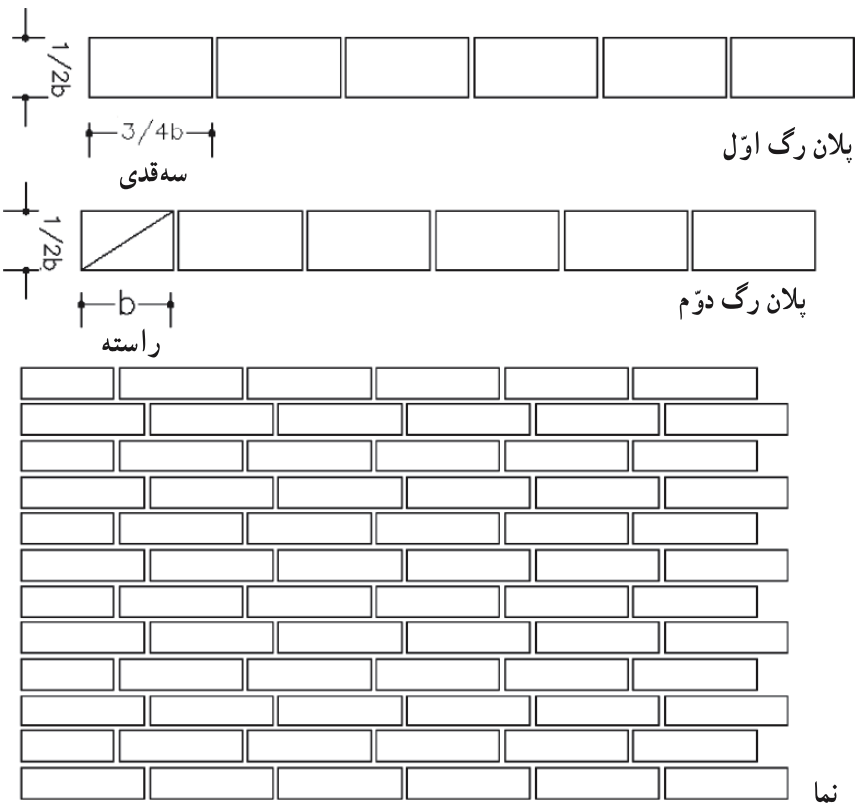 1/2b
3/4b
سه‌قدی
پلان رگ اوّل
1/2b
b
راسته
پلان رگ دوّم
نما